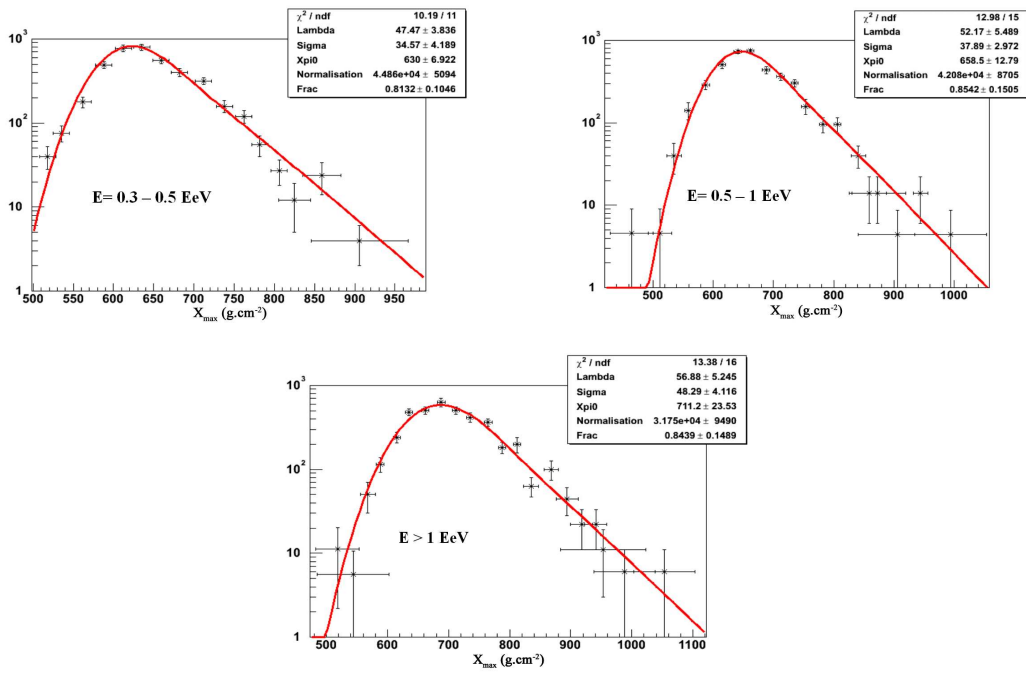 χ² / ndf 10.19 / 11
Lambda 47.47 ± 3.836
Sigma 34.57 ± 4.189
Xpi0 630 ± 6.922
Normalisation 4.486e+04 ± 5094
Frac 0.8132 ± 0.1046
10³
10²
10
1
E= 0.3 – 0.5 EeV
500 550 600 650 700 750 800 850 900 950
X_max (g.cm⁻²)
χ² / ndf 12.98 / 15
Lambda 52.17 ± 5.489
Sigma 37.89 ± 2.972
Xpi0 658.5 ± 12.79
Normalisation 4.208e+04 ± 8705
Frac 0.8542 ± 0.1505
10³
10²
10
1
E= 0.5 – 1 EeV
500 600 700 800 900 1000
X_max (g.cm⁻²)
χ² / ndf 13.38 / 16
Lambda 56.88 ± 5.245
Sigma 48.29 ± 4.116
Xpi0 711.2 ± 23.53
Normalisation 3.175e+04 ± 9490
Frac 0.8439 ± 0.1489
10³
10²
10
1
E > 1 EeV
500 600 700 800 900 1000 1100
X_max (g.cm⁻²)